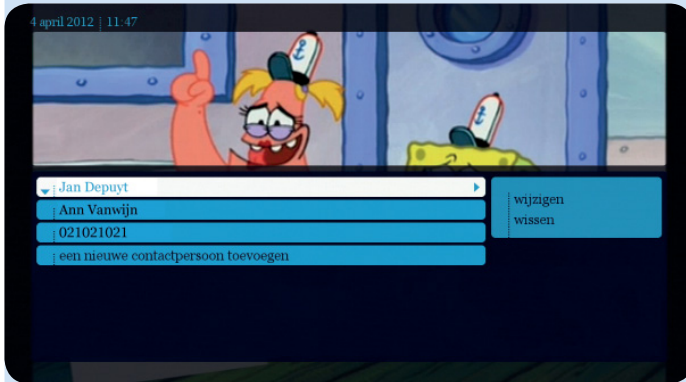 4 april 2012 11:47
Jan Depuyt
Ann Vanwijn
021021021
een nieuwe contactpersoon toevoegen
wijzigen
wissen